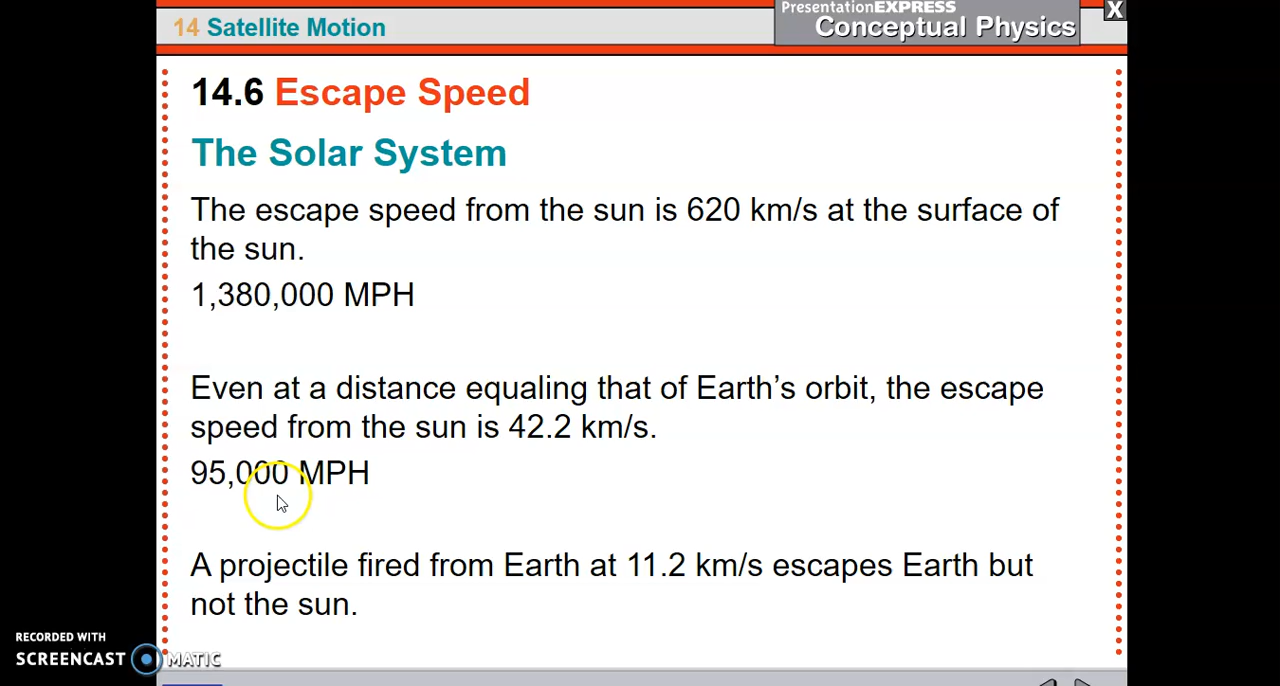 PresentationEXPRESS
Conceptual Physics
X
14 Satellite Motion
14.6 Escape Speed
The Solar System
The escape speed from the sun is 620 km/s at the surface of
the sun.
1,380,000 MPH
Even at a distance equaling that of Earth’s orbit, the escape
speed from the sun is 42.2 km/s.
95,000 MPH
A projectile fired from Earth at 11.2 km/s escapes Earth but
not the sun.
RECORDED WITH
SCREENCAST MATIC